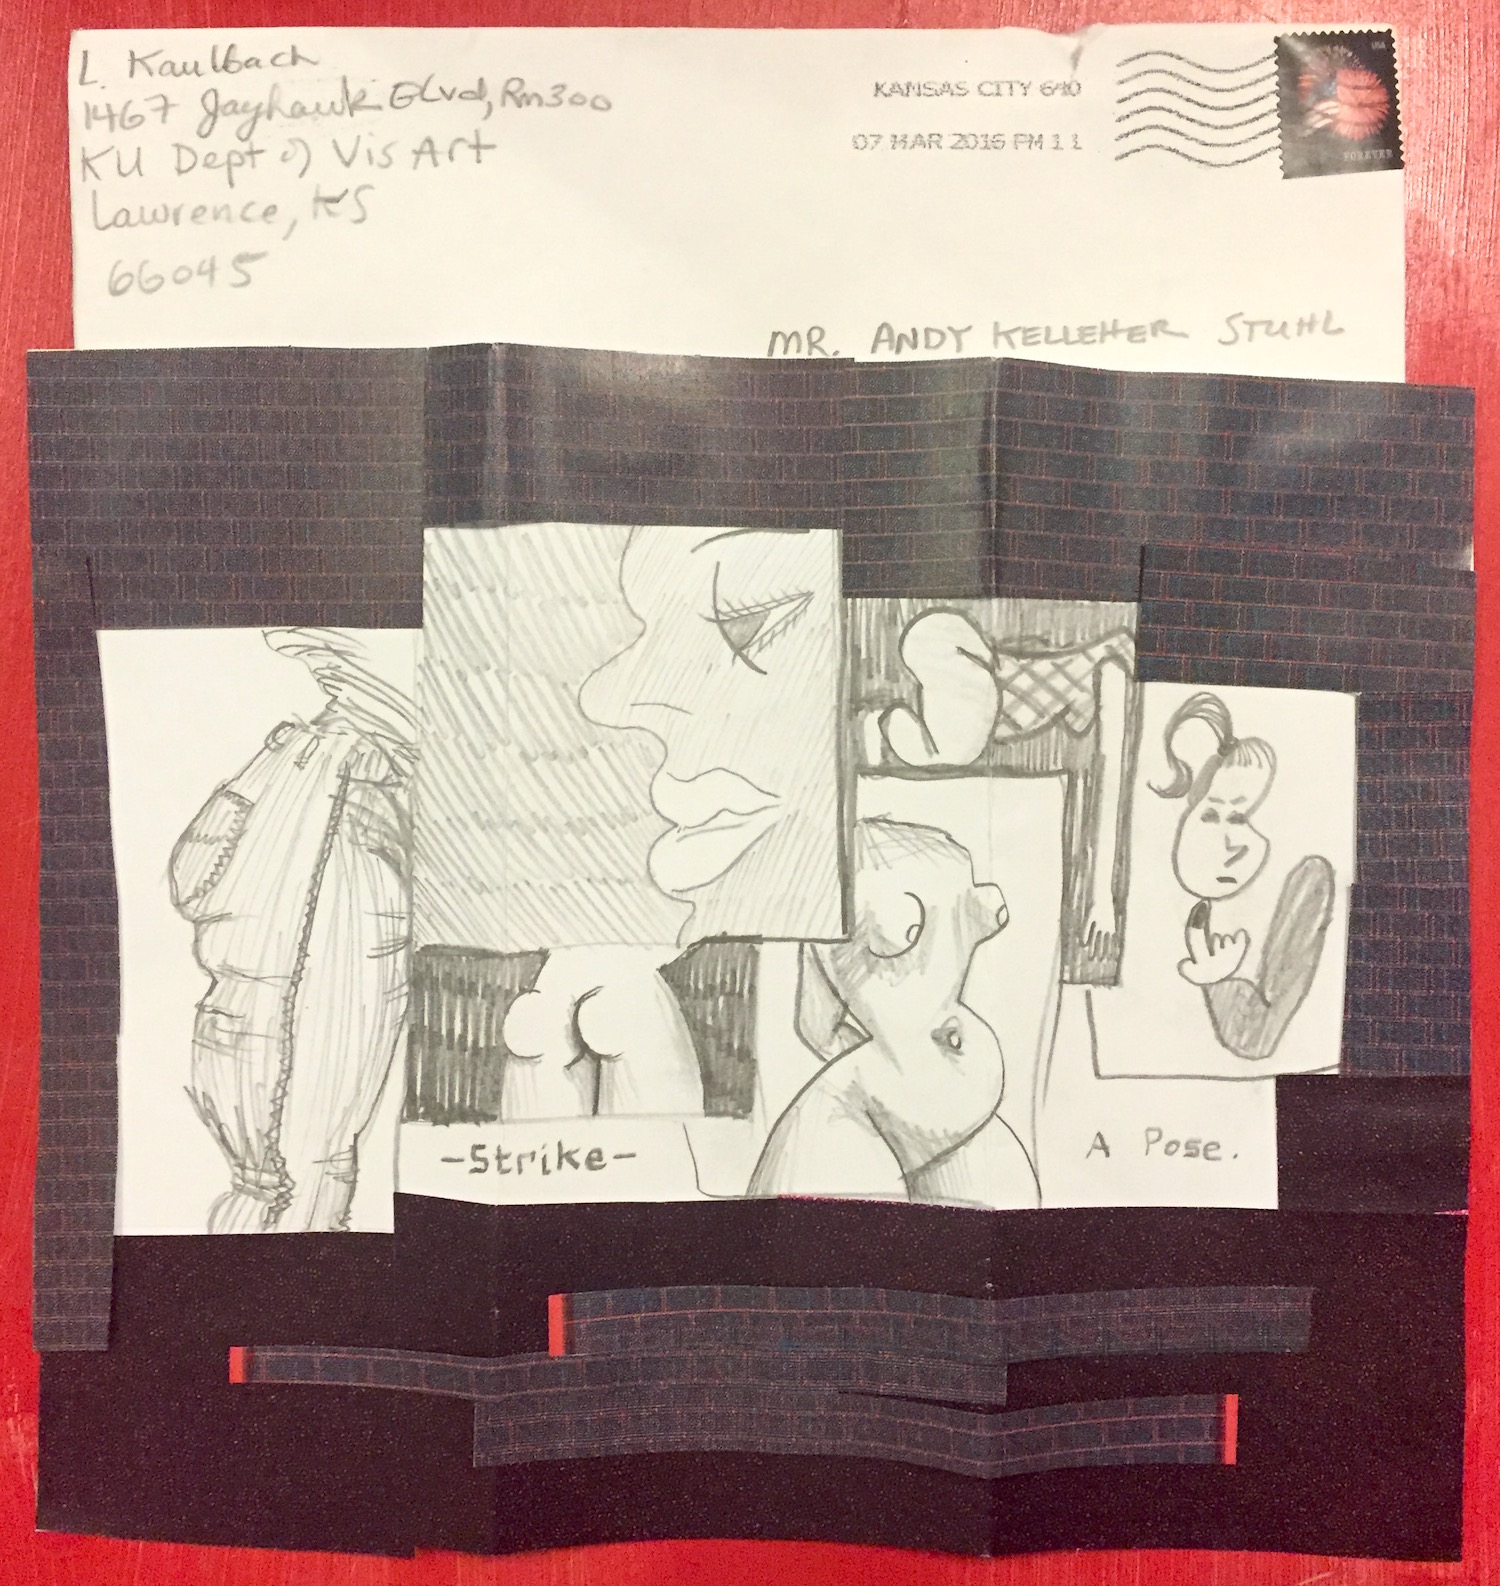 L. Kaulbach
1467 Jayhawk Blvd, Rm300
KU Dept of Vis Art
Lawrence, KS
66045
KANSAS CITY 640
07 MAR 2016 PM 1 L
USA
FOREVER
MR. ANDY KELLEHER STUHL
-Strike-
A Pose.